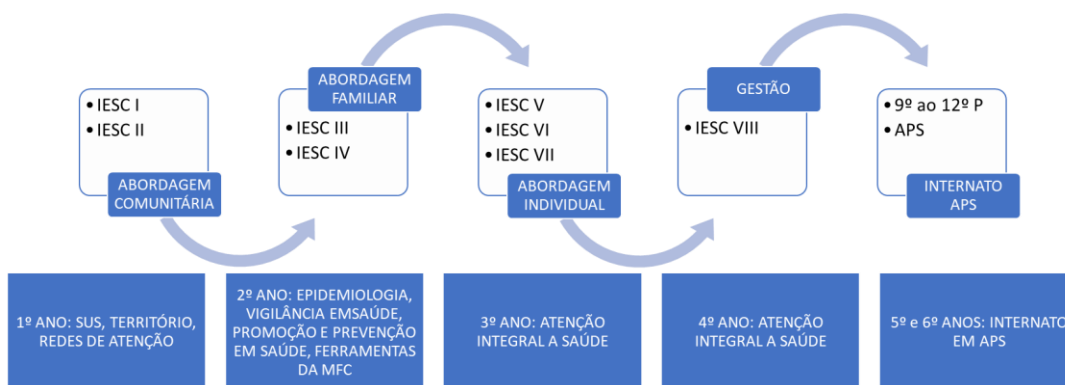 • IESC I
• IESC II
ABORDAGEM
COMUNITÁRIA
ABORDAGEM
FAMILIAR
• IESC III
• IESC IV
• IESC V
• IESC VI
• IESC VII
ABORDAGEM
INDIVIDUAL
GESTÃO
• IESC VIII
• 9º ao 12º P
• APS
INTERNATO
APS
1º ANO: SUS, TERRITÓRIO,
REDES DE ATENÇÃO
2º ANO: EPIDEMIOLOGIA,
VIGILÂNCIA EMSAÚDE,
PROMOÇÃO E PREVENÇÃO
EM SAÚDE, FERRAMENTAS
DA MFC
3º ANO: ATENÇÃO
INTEGRAL A SAÚDE
4º ANO: ATENÇÃO
INTEGRAL A SAÚDE
5º e 6º ANOS: INTERNATO
EM APS